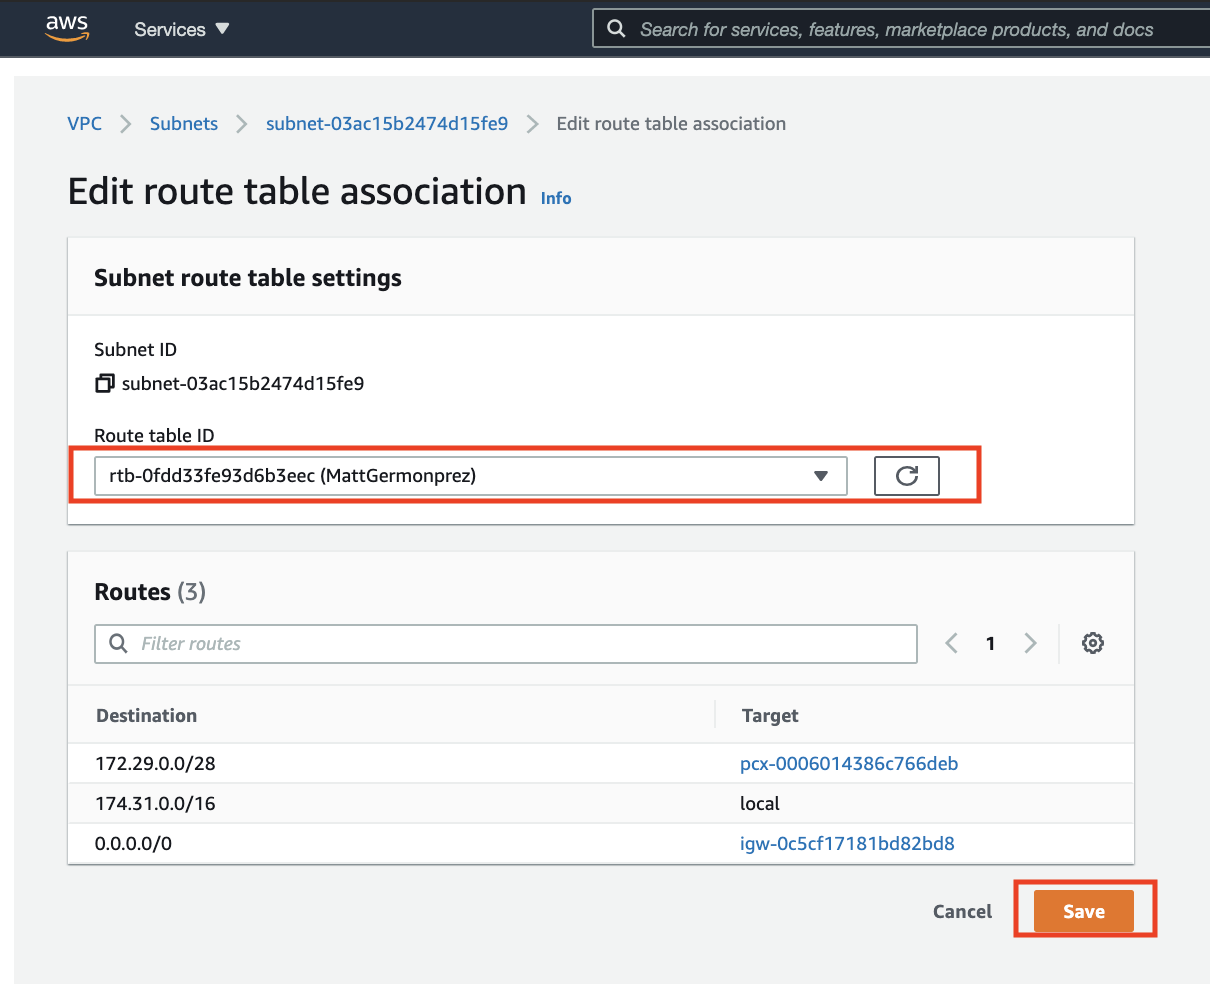 aws Services Search for services, features, marketplace products, and docs
VPC Subnets subnet-03ac15b2474d15fe9 Edit route table association
Edit route table association Info
Subnet route table settings
Subnet ID
subnet-03ac15b2474d15fe9
Route table ID
rtb-0fdd33fe93d6b3eec (MattGermonprez)
Routes (3)
Filter routes 1
Destination Target
172.29.0.0/28 pcx-0006014386c766deb
174.31.0.0/16 local
0.0.0.0/0 igw-0c5cf17181bd82bd8
Cancel Save